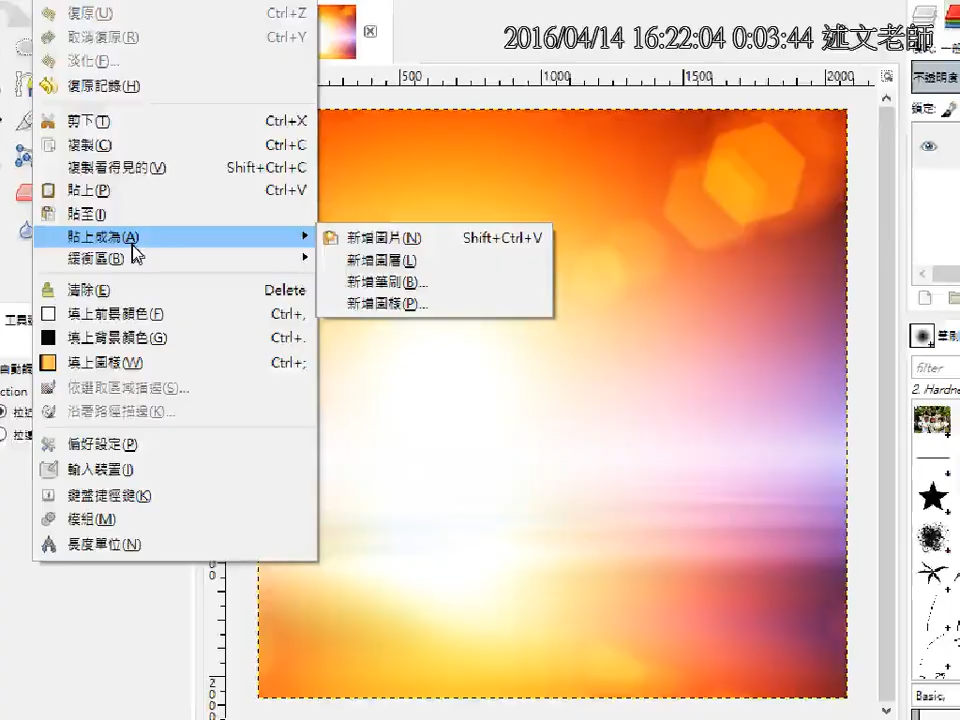 復原(U) Ctrl+Z
取消復原(R) Ctrl+Y
淡化(F)...
復原記錄(H)
剪下(T) Ctrl+X
複製(C) Ctrl+C
複製看得見的(V) Shift+Ctrl+C
貼上(P) Ctrl+V
貼至(I)
貼上成為(A)
緩衝區(B)
清除(E) Delete
填上前景顏色(F) Ctrl+,
填上背景顏色(G) Ctrl+.
填上圖樣(W) Ctrl+;
依選取區域描邊(S)...
沿著路徑描邊(K)...
偏好設定(P)
輸入裝置(I)
鍵盤捷徑鍵(K)
模組(M)
長度單位(N)
新增圖片(N) Shift+Ctrl+V
新增圖層(L)
新增筆刷(B)...
新增圖樣(P)...
2016/04/14 16:22:04 0:03:44 述文老師
500 1000 1500 2000
不透明度
鎖定:
筆刷
filter
2. Hardne
Basic,